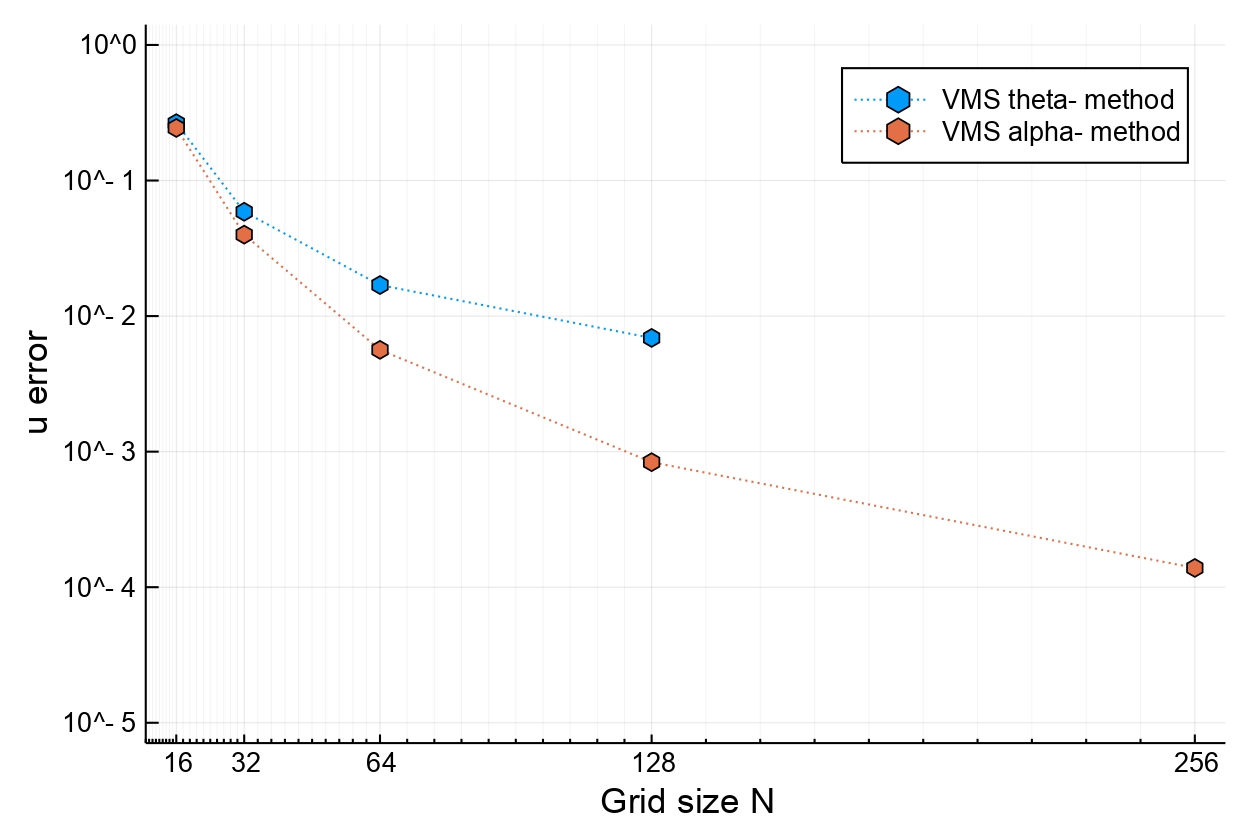 10^0
10^- 1
10^- 2
10^- 3
10^- 4
10^- 5
u error
VMS theta- method
VMS alpha- method
16 32 64 128 256
Grid size N